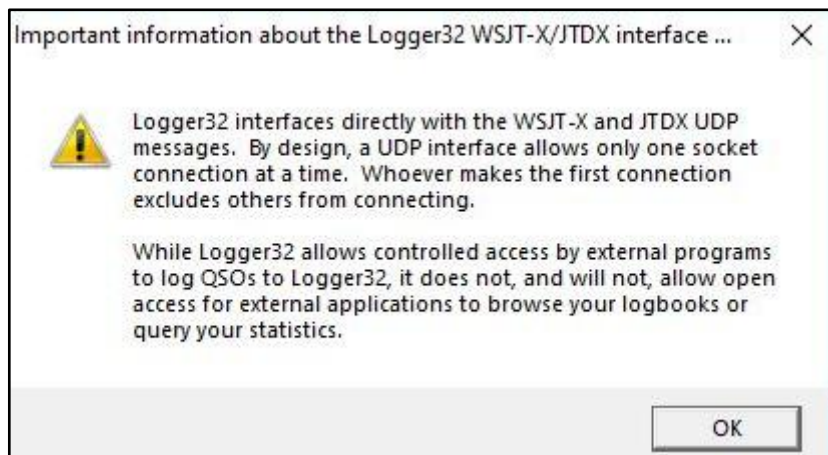 Important information about the Logger32 WSJT-X/JTDX interface ...
Logger32 interfaces directly with the WSJT-X and JTDX UDP
messages.  By design, a UDP interface allows only one socket
connection at a time.  Whoever makes the first connection
excludes others from connecting.
While Logger32 allows controlled access by external programs
to log QSOs to Logger32, it does not, and will not, allow open
access for external applications to browse your logbooks or
query your statistics.
OK